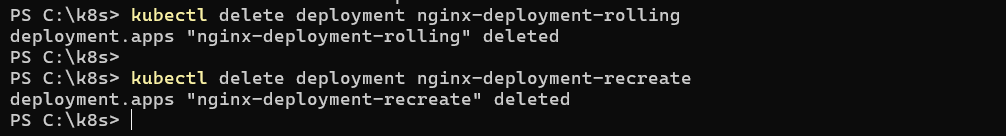 PS C:\k8s> kubectl delete deployment nginx-deployment-rolling
deployment.apps "nginx-deployment-rolling" deleted
PS C:\k8s>
PS C:\k8s> kubectl delete deployment nginx-deployment-recreate
deployment.apps "nginx-deployment-recreate" deleted
PS C:\k8s>